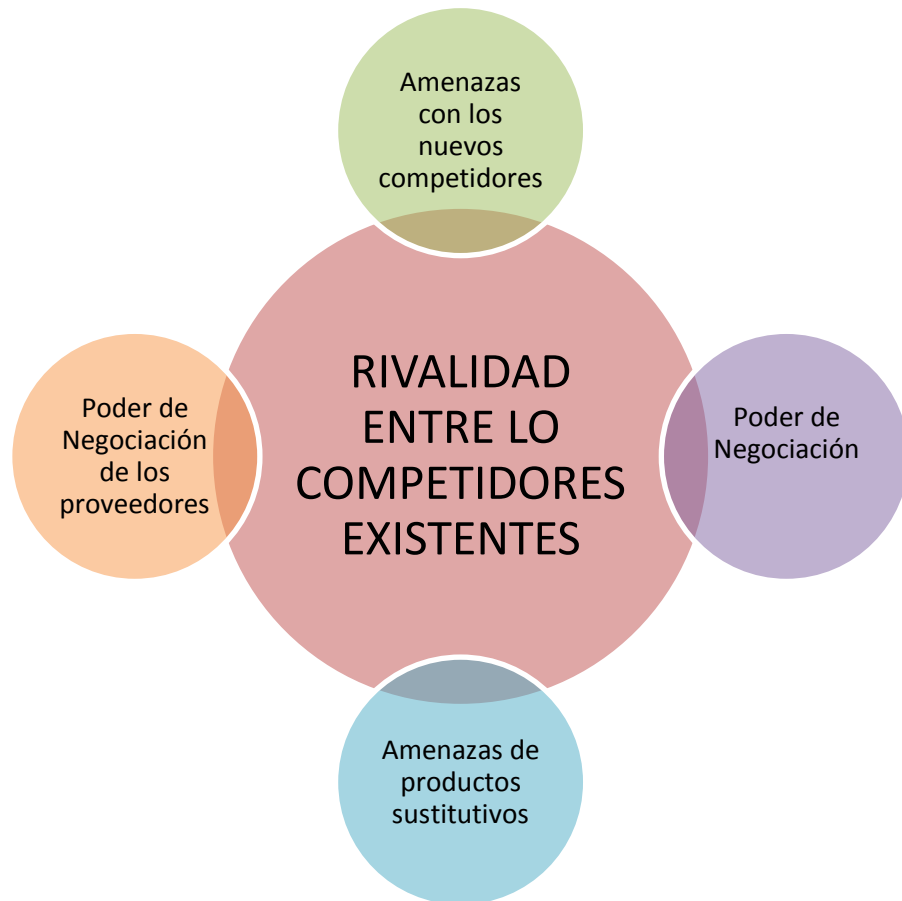 Amenazas
con los
nuevos
competidores
Poder de
Negociación
de los
proveedores
RIVALIDAD
ENTRE LO
COMPETIDORES
EXISTENTES
Poder de
Negociación
Amenazas de
productos
sustitutivos